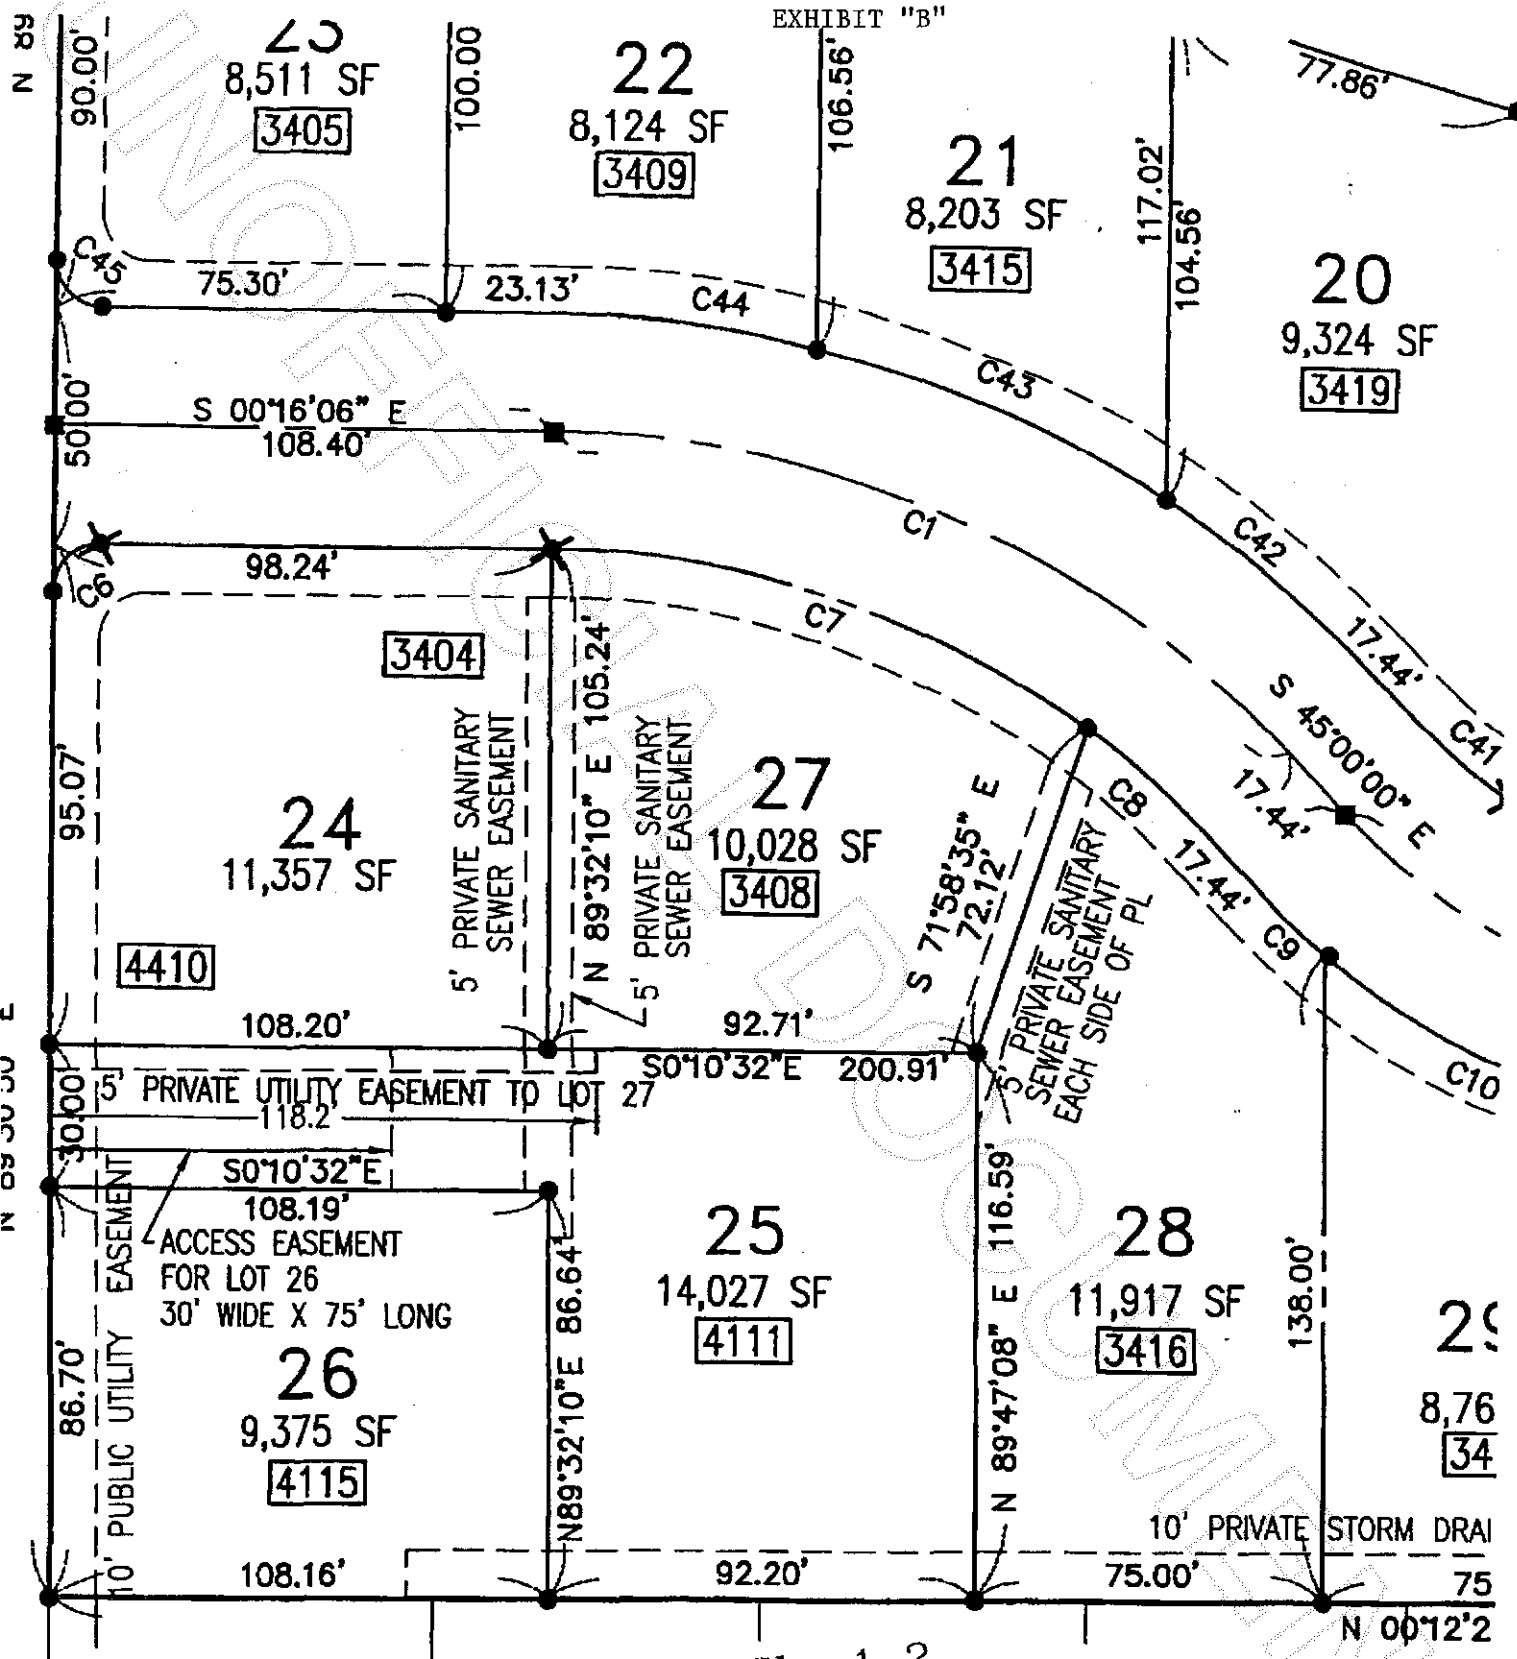 EXHIBIT "B"
N 89
90.00'
23
8,511 SF
3405
100.00
22
8,124 SF
3409
106.56'
21
8,203 SF
3415
117.02'
104.56'
77.86'
20
9,324 SF
3419
C45
75.30'
23.13'
C44
C43
C42
17.44'
C41
50.00'
S 00°16'06" E
108.40'
C1
S 45°00'00" E
17.44'
C6
98.24'
C7
C8
17.44'
C9
C10
3404
95.07'
24
11,357 SF
4410
5' PRIVATE SANITARY
SEWER EASEMENT
N 89°32'10" E 105.24'
5' PRIVATE SANITARY
SEWER EASEMENT
27
10,028 SF
3408
S 71°58'35" E
72.12'
5' PRIVATE SANITARY
SEWER EASEMENT
EACH SIDE OF PL
108.20'
92.71'
S0°10'32"E 200.91'
5' PRIVATE UTILITY EASEMENT TO LOT 27
118.2'
30.00'
S0°10'32"E
108.19'
ACCESS EASEMENT
FOR LOT 26
30' WIDE X 75' LONG
10' PUBLIC UTILITY EASEMENT
86.70'
26
9,375 SF
4115
N89°32'10"E 86.64'
25
14,027 SF
4111
N 89°47'08" E 116.59'
28
11,917 SF
3416
138.00'
29
8,76
34
10' PRIVATE STORM DRAI
108.16'
92.20'
75.00'
75
N 00°12'2
UNOFFICIAL DOCUMENT